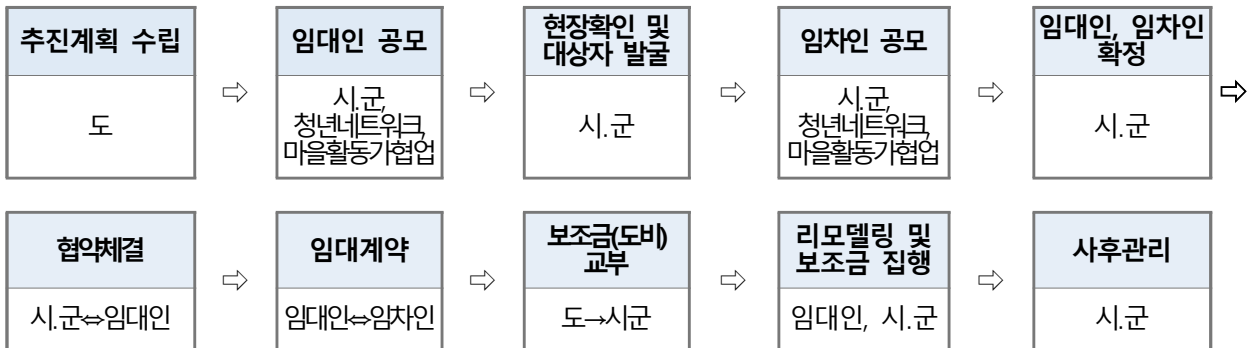 추진계획 수립
도
⇨
임대인 공모
시.군,
청년네트워크,
마을활동가협업
⇨
현장확인 및
대상자 발굴
시.군
⇨
임차인 공모
시.군,
청년네트워크,
마을활동가협업
⇨
임대인, 임차인
확정
시.군
⇨
협약체결
시.군⇔임대인
⇨
임대계약
임대인⇔임차인
⇨
보조금(도비)
교부
도→시군
⇨
리모델링 및
보조금 집행
임대인, 시.군
⇨
사후관리
시.군